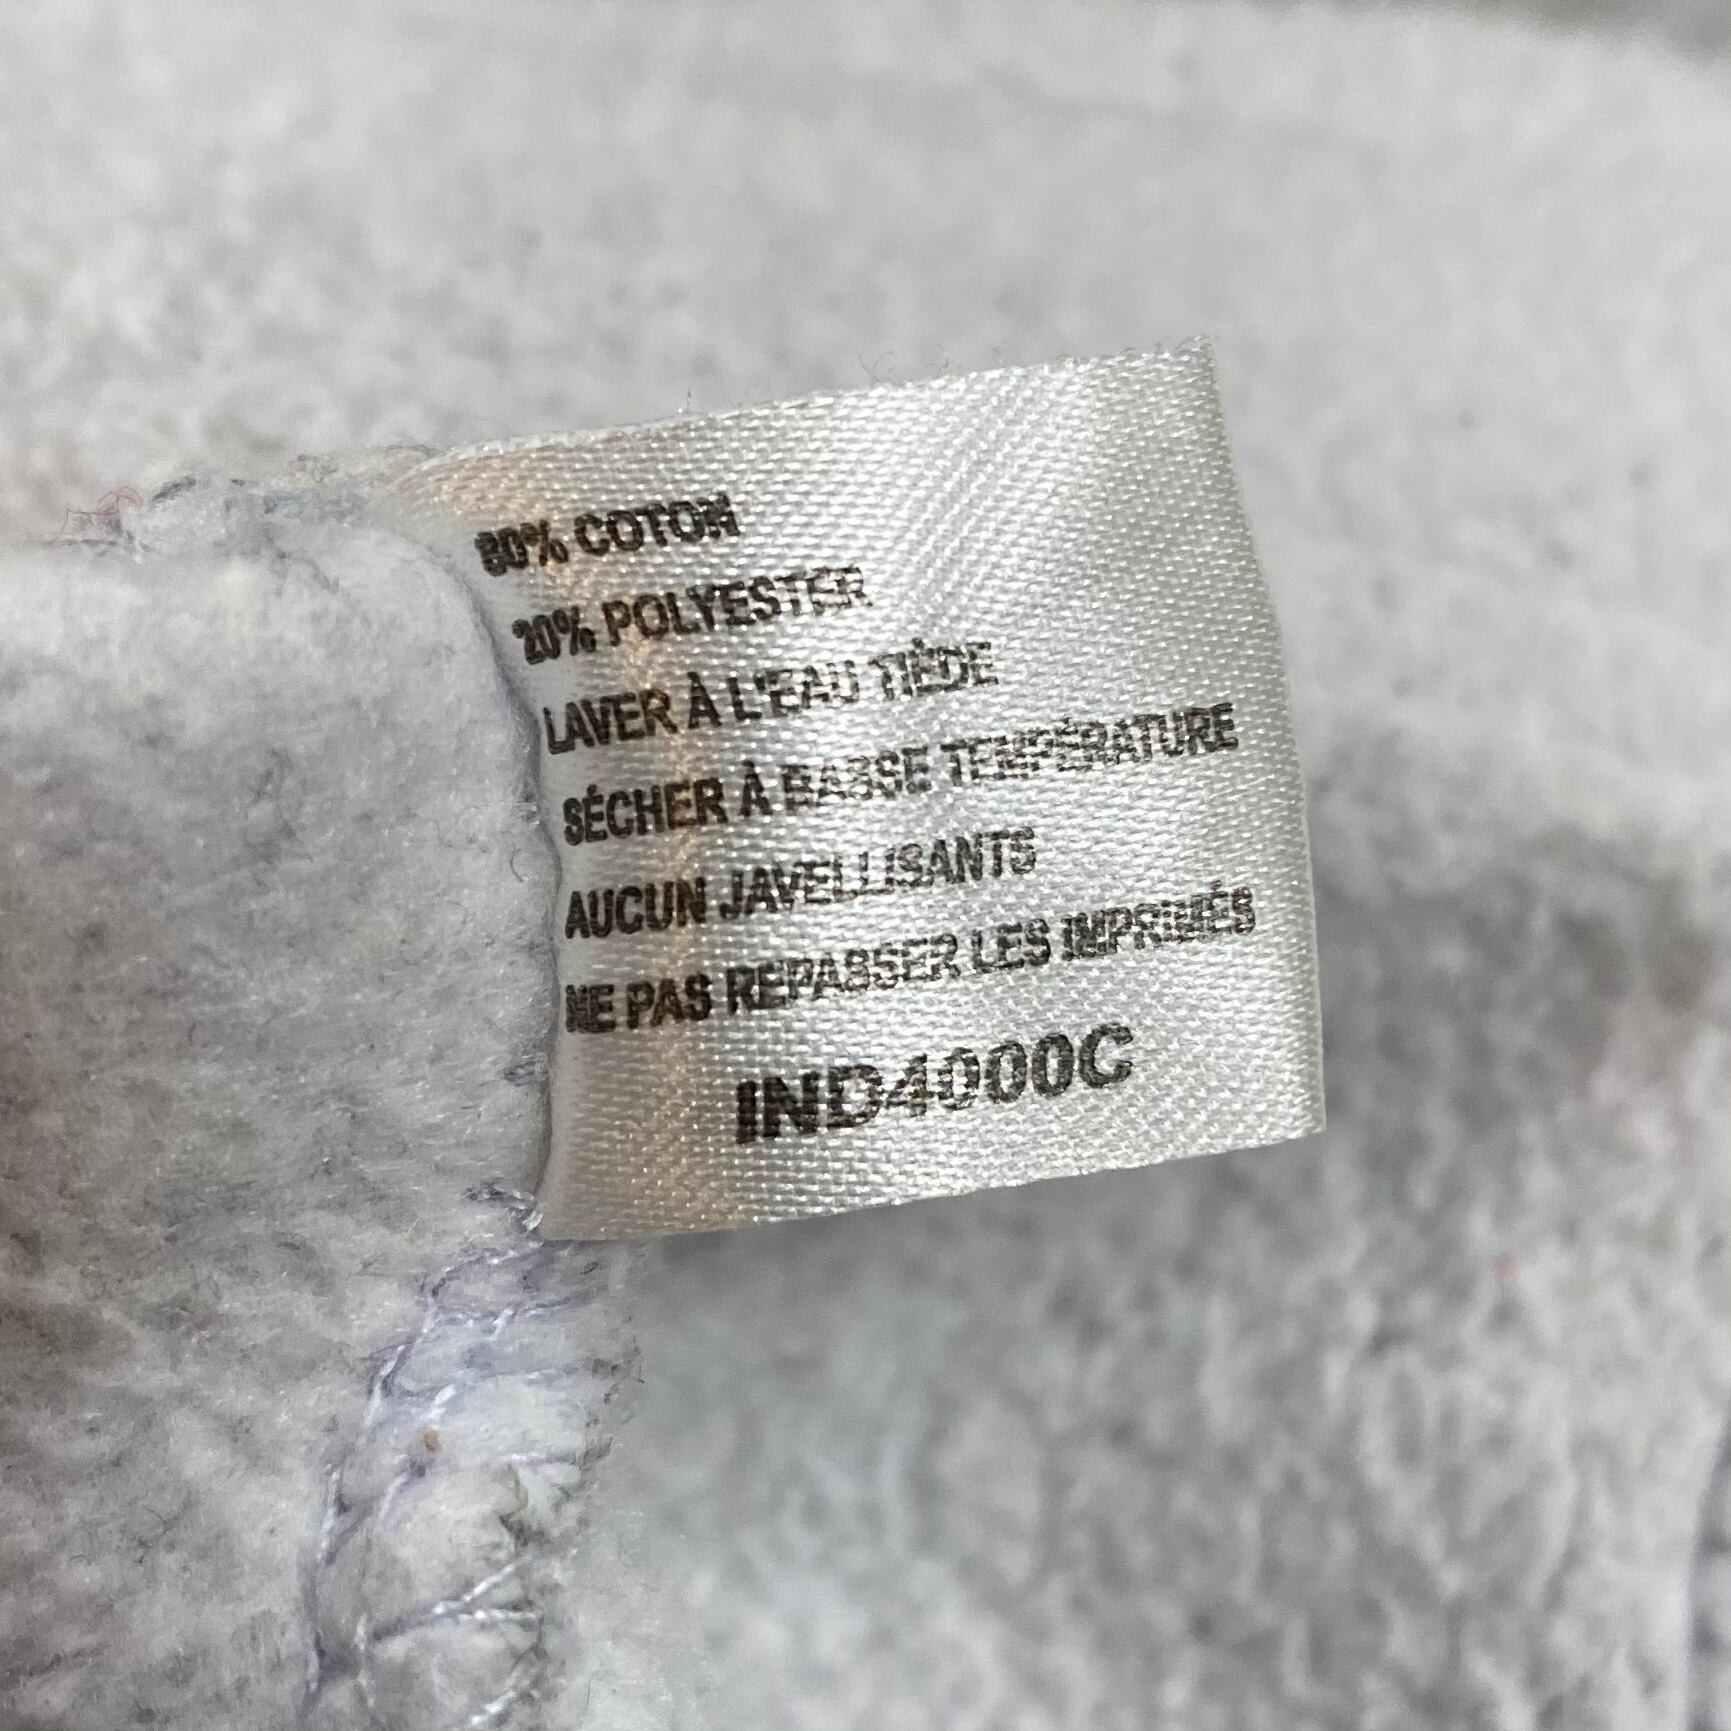 80% COTON
20% POLYESTER
LAVER À L'EAU TIÈDE
SÉCHER À BASSE TEMPÉRATURE
AUCUN JAVELLISANTS
NE PAS REPASSER LES IMPRIMÉS
IND4000C